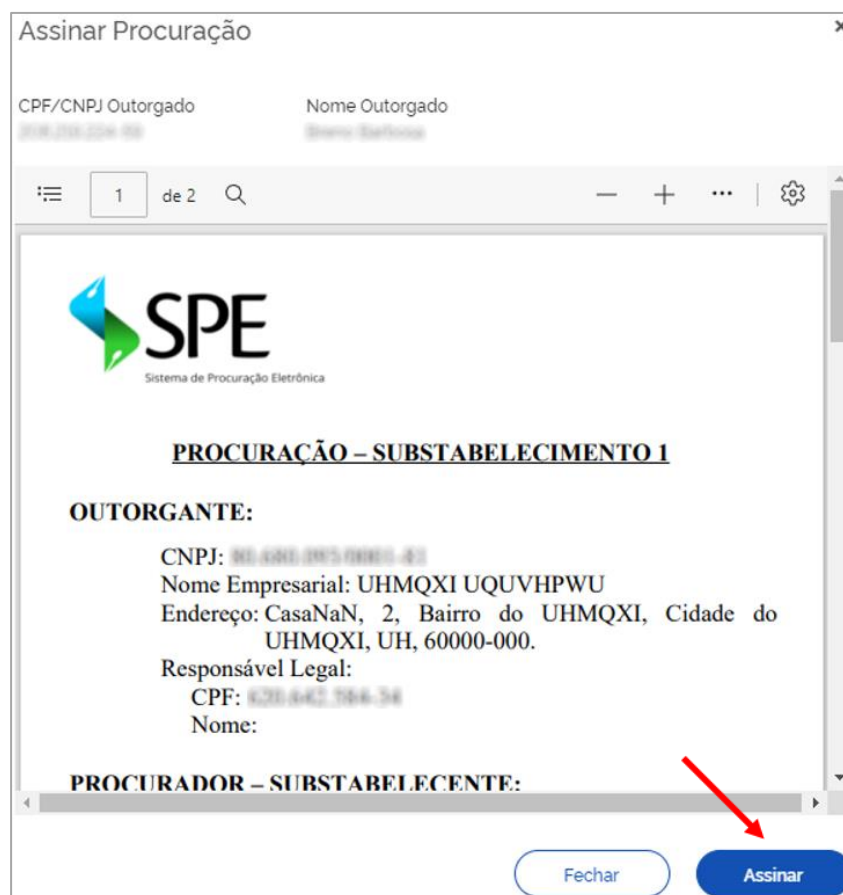 Assinar Procuração
CPF/CNPJ Outorgado Nome Outorgado
1 de 2
SPE
Sistema de Procuração Eletrônica
PROCURAÇÃO – SUBSTABELECIMENTO 1
OUTORGANTE:
CNPJ:
Nome Empresarial: UHMQXI UQUVHPWU
Endereço: CasaNaN, 2, Bairro do UHMQXI, Cidade do
UHMQXI, UH, 60000-000.
Responsável Legal:
CPF:
Nome:
PROCURADOR – SUBSTABELECENTE:
Fechar Assinar